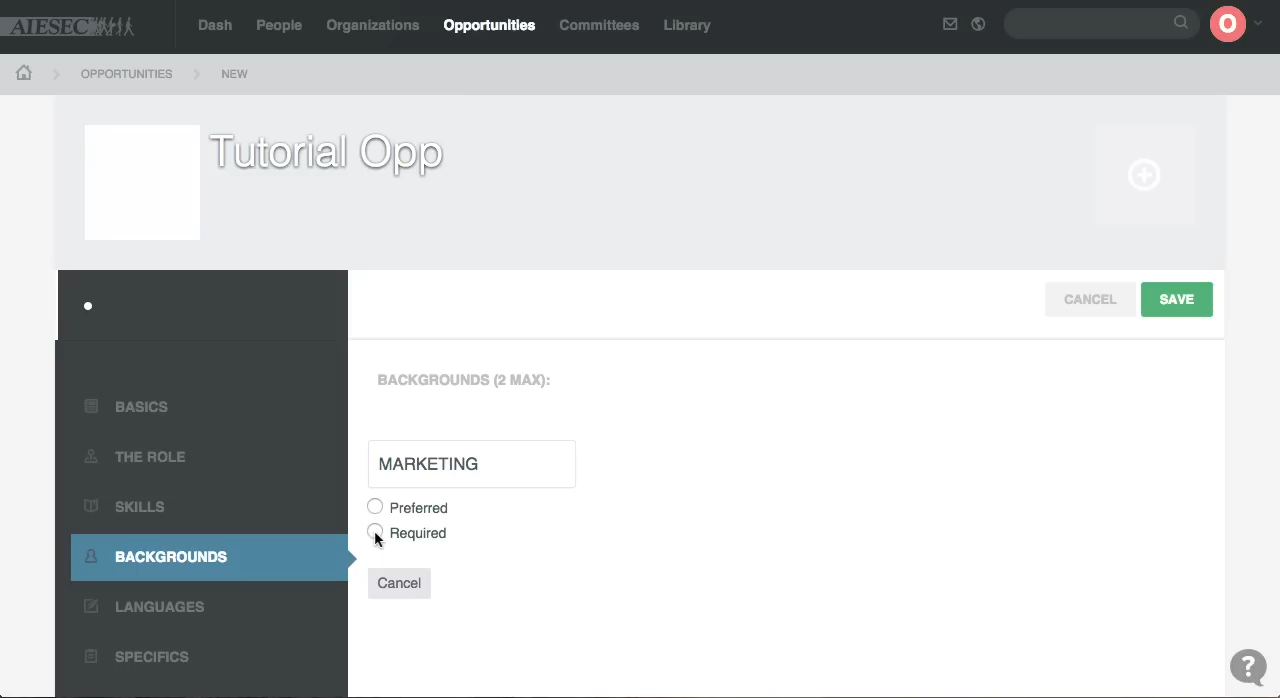 AIESEC
Dash People Organizations Opportunities Committees Library
O
OPPORTUNITIES NEW
Tutorial Opp
CANCEL SAVE
BACKGROUNDS (2 MAX):
BASICS
THE ROLE
SKILLS
BACKGROUNDS
LANGUAGES
SPECIFICS
MARKETING
Preferred
Required
Cancel
?